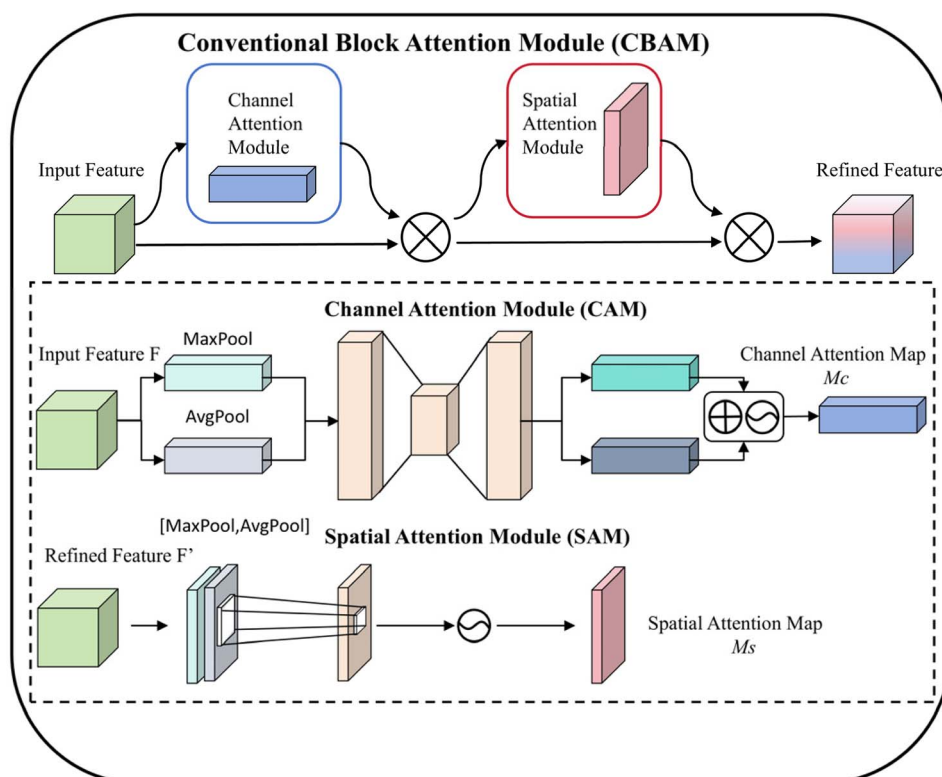 Conventional Block Attention Module (CBAM)
Channel
Attention
Module
Spatial
Attention
Module
Input Feature
Refined Feature
Channel Attention Module (CAM)
MaxPool
Input Feature F
Channel Attention Map
Mc
AvgPool
[MaxPool,AvgPool]
Spatial Attention Module (SAM)
Refined Feature F’
Spatial Attention Map
Ms